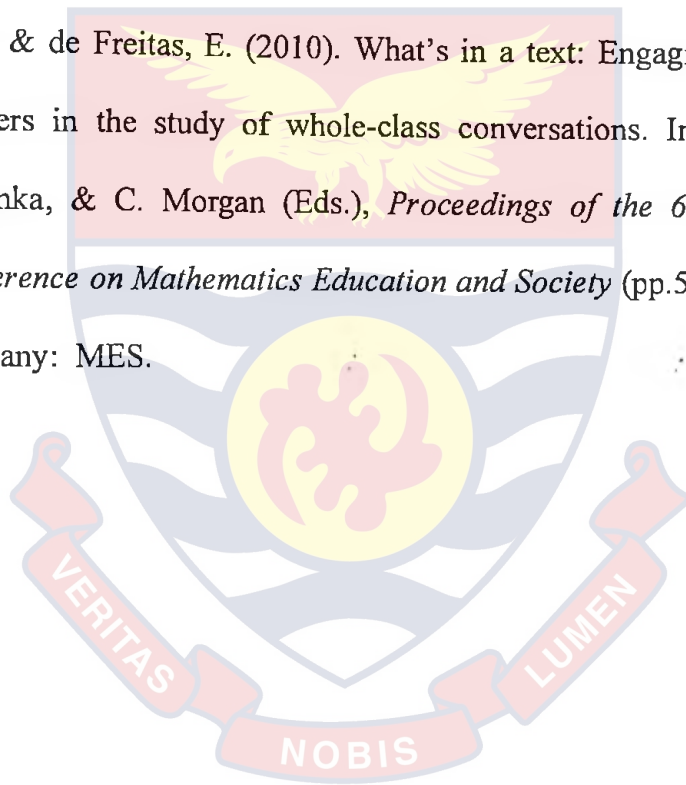 & de Freitas, E. (2010). What's in a text: Engag
ers in the study of whole-class conversations. In
nka, & C. Morgan (Eds.), Proceedings of the 6
erence on Mathematics Education and Society (pp.5
any: MES.
VERITAS
NOBIS
LUMEN